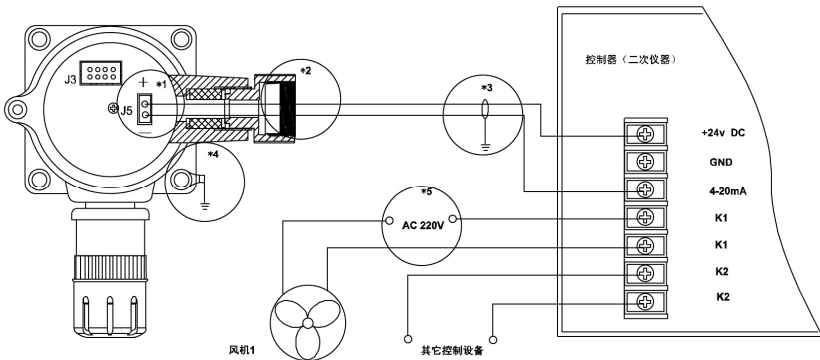 控制器（二次仪器）
*2
J3
+
*1
*3
J5
—
+24v DC
GND
*4
4-20mA
*5
K1
AC 220V
K1
K2
K2
风机1
其它控制设备